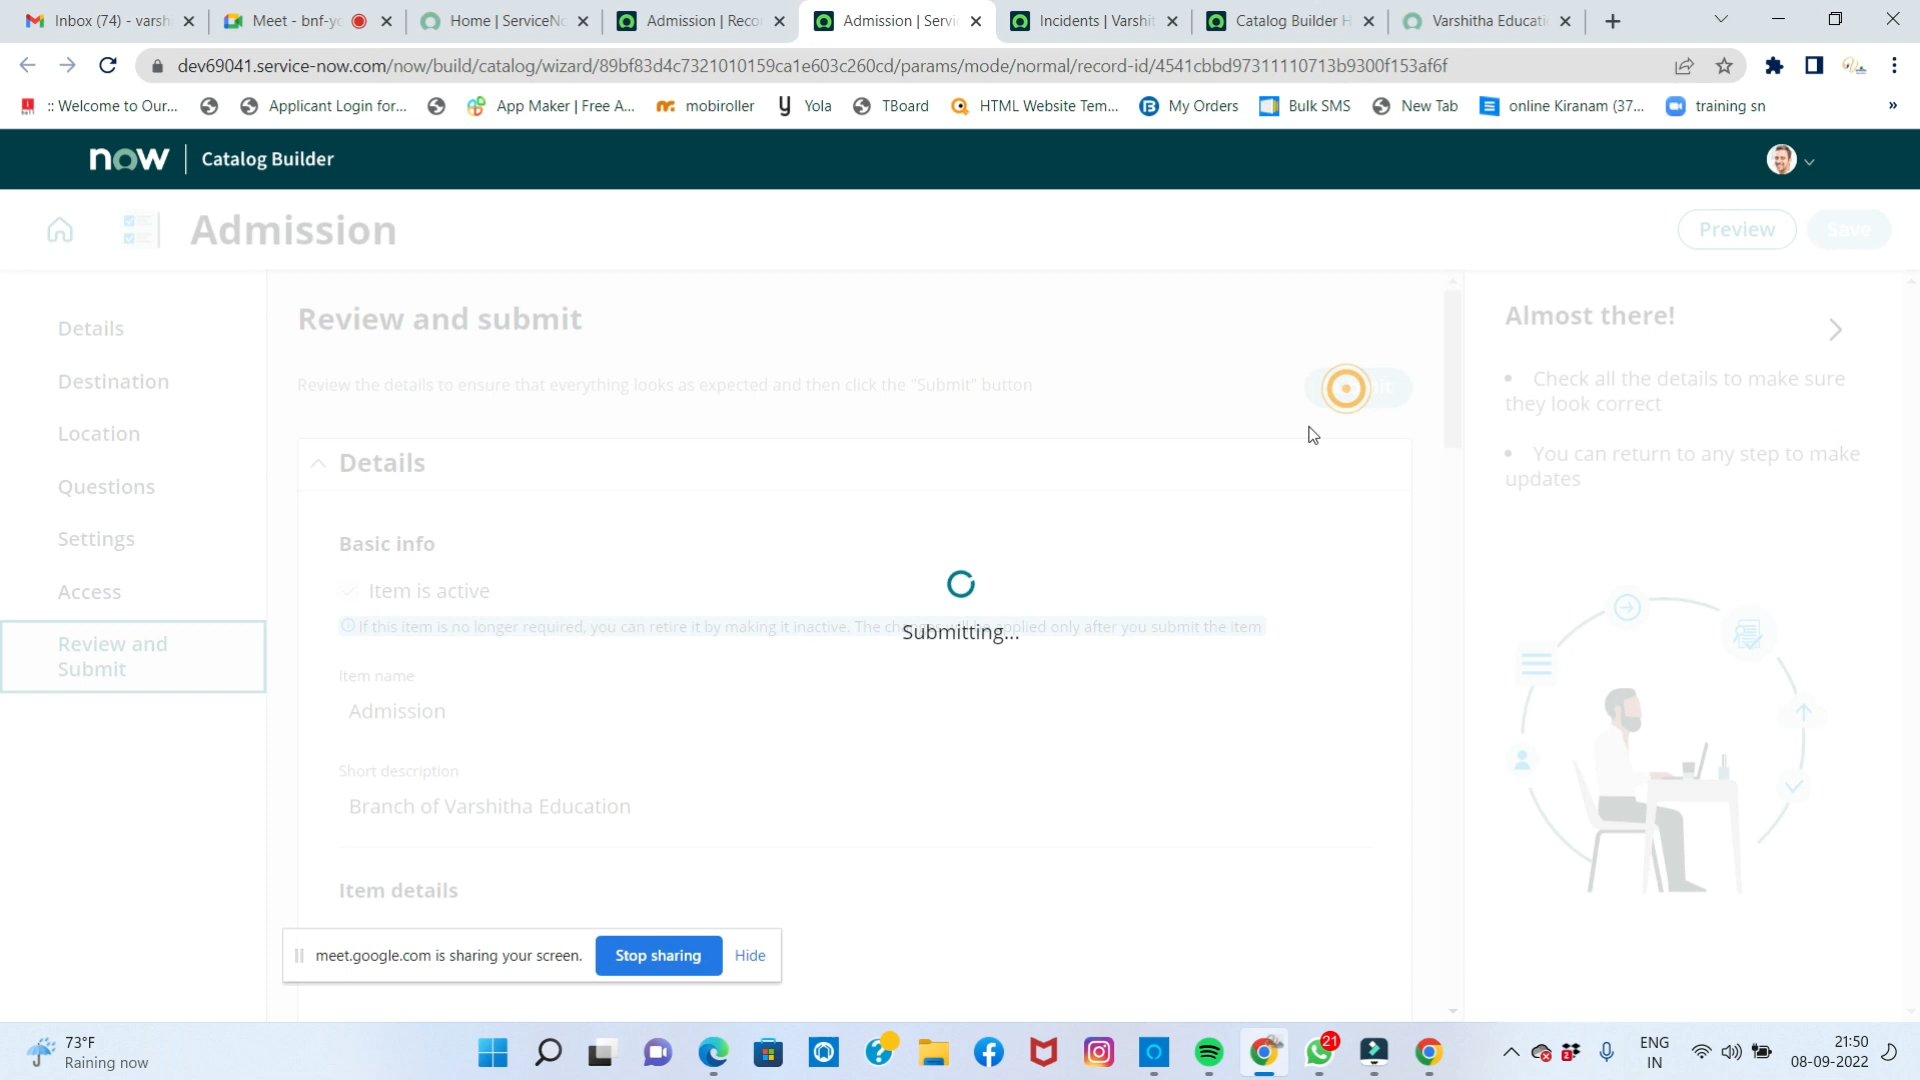 Inbox (74) - varsh
Meet - bnf-y
Home | ServiceN
Admission | Reco
Admission | Servi
Incidents | Varshit
Catalog Builder H
Varshitha Educati
dev69041.service-now.com/now/build/catalog/wizard/89bf83d4c7321010159ca1e603c260cd/params/mode/normal/record-id/4541cbbd97311110713b9300f153af6f
:: Welcome to Our...
Applicant Login for...
App Maker | Free A...
mobiroller
Yola
TBoard
HTML Website Tem...
My Orders
Bulk SMS
New Tab
online Kiranam (37...
training sn
»
now
Catalog Builder
Admission
Preview
Save
Details
Destination
Location
Questions
Settings
Access
Review and
Submit
Review and submit
Review the details to ensure that everything looks as expected and then click the "Submit" button
Details
Basic info
Item is active
If this item is no longer required, you can retire it by making it inactive. The changes will be applied only after you submit the item
Submitting...
Item name
Admission
Short description
Branch of Varshitha Education
Item details
Almost there!
• Check all the details to make sure
they look correct
• You can return to any step to make
updates
meet.google.com is sharing your screen.
Stop sharing
Hide
73°F
Raining now
21
ENG
IN
21:50
08-09-2022